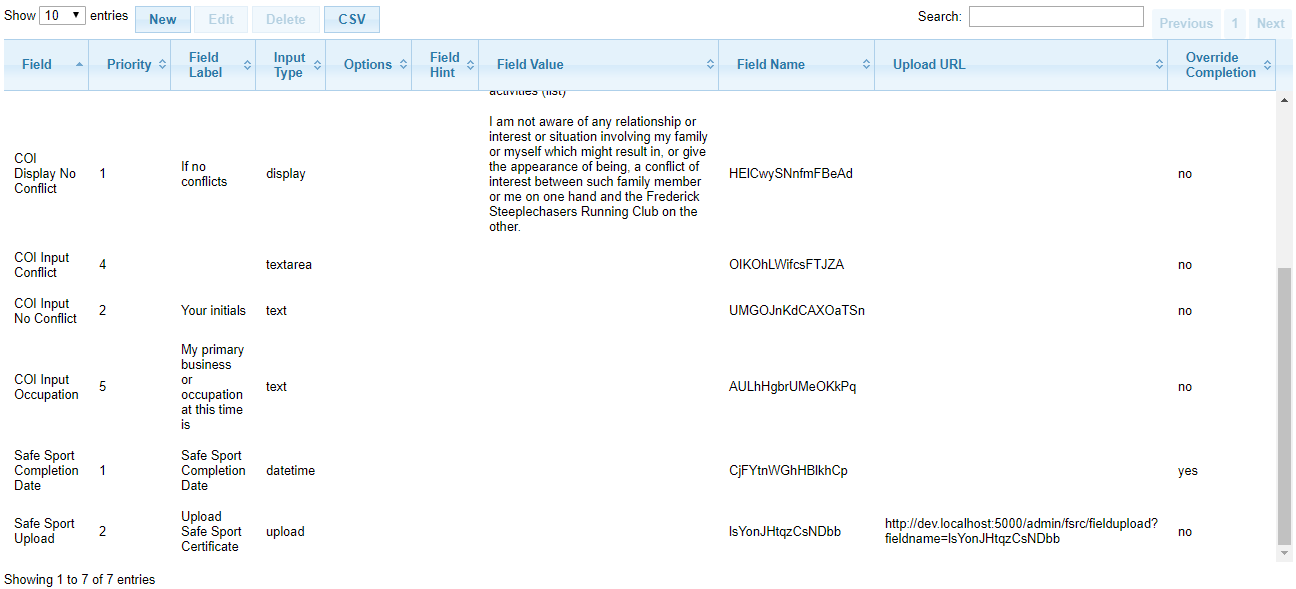 Show 10 entries New Edit Delete CSV Search: Previous 1 Next
Field Priority Field Label Input Type Options Field Hint Field Value Field Name Upload URL Override Completion
activities (list)
I am not aware of any relationship or
interest or situation involving my family
or myself which might result in, or give
the appearance of being, a conflict of
interest between such family member
or me on one hand and the Frederick
Steeplechasers Running Club on the
other.
COI
Display No
Conflict
1
If no
conflicts
display
HEICwySNnfmFBeAd
no
COI Input
Conflict
4
textarea
OIKOhLWifcsFTJZA
no
COI Input
No Conflict
2
Your initials
text
UMGOJnKdCAXOaTSn
no
COI Input
Occupation
5
My primary
business
or
occupation
at this time
is
text
AULhHgbrUMeOKkPq
no
Safe Sport
Completion
Date
1
Safe Sport
Completion
Date
datetime
CjFYtnWGhHBlkhCp
yes
Safe Sport
Upload
2
Upload
Safe Sport
Certificate
upload
IsYonJHtqzCsNDbb
http://dev.localhost:5000/admin/fsrc/fieldupload?
fieldname=IsYonJHtqzCsNDbb
no
Showing 1 to 7 of 7 entries